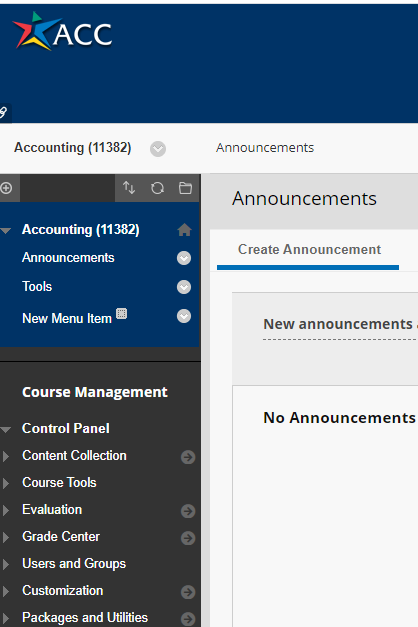 ACC
Accounting (11382)
Announcements
Announcements
Create Announcement
Accounting (11382)
Announcements
Tools
New Menu Item
New announcements
No Announcements
Course Management
Control Panel
Content Collection
Course Tools
Evaluation
Grade Center
Users and Groups
Customization
Packages and Utilities